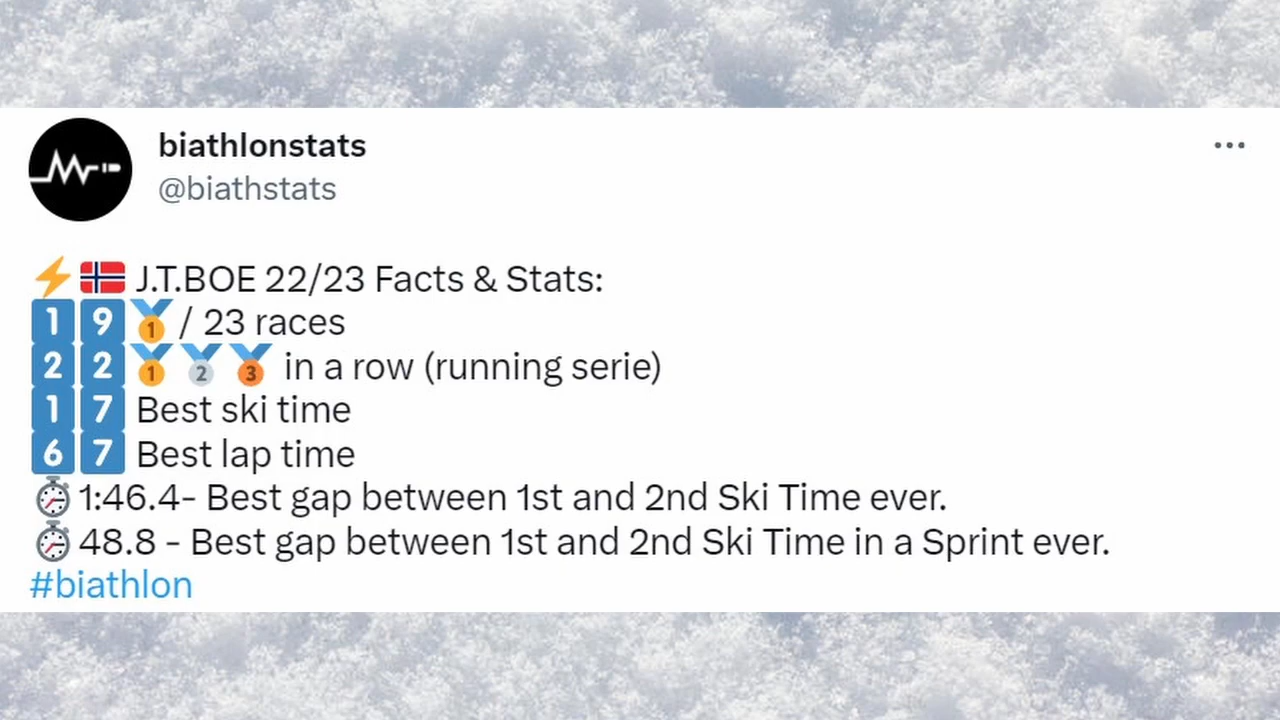 biathlonstats
@biathstats
⚡🇳🇴 J.T.BOE 22/23 Facts & Stats:
1️⃣9️⃣🥇/ 23 races
2️⃣2️⃣🥇🥈🥉 in a row (running serie)
1️⃣7️⃣ Best ski time
6️⃣7️⃣ Best lap time
⏱1:46.4- Best gap between 1st and 2nd Ski Time ever.
⏱48.8 - Best gap between 1st and 2nd Ski Time in a Sprint ever.
#biathlon